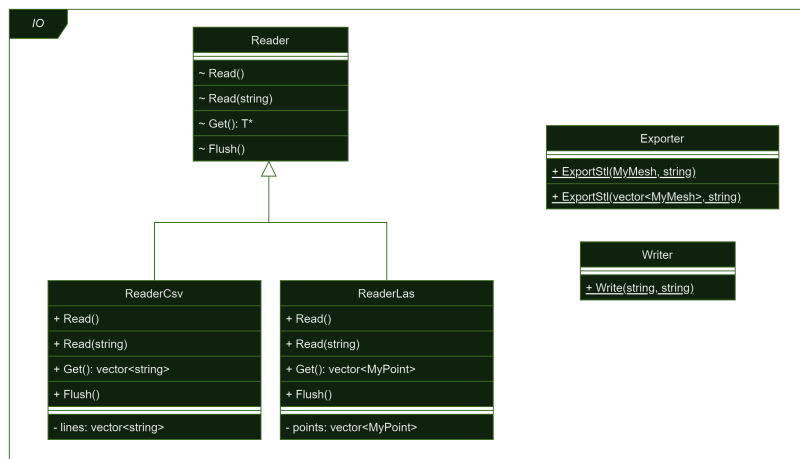 IO
Reader
~ Read()
~ Read(string)
~ Get(): T*
~ Flush()
Exporter
+ ExportStl(MyMesh, string)
+ ExportStl(vector<MyMesh>, string)
Writer
+ Write(string, string)
ReaderCsv
+ Read()
+ Read(string)
+ Get(): vector<string>
+ Flush()
- lines: vector<string>
ReaderLas
+ Read()
+ Read(string)
+ Get(): vector<MyPoint>
+ Flush()
- points: vector<MyPoint>